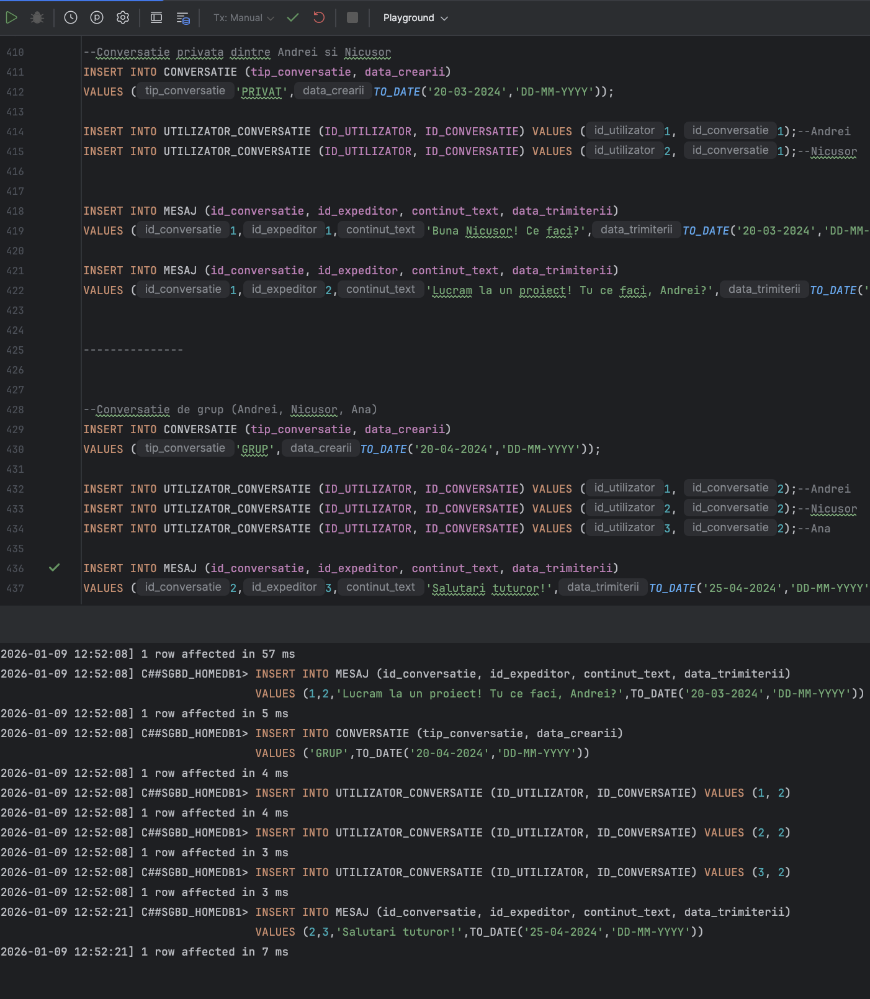 Tx: Manual Playground
410 --Conversatie privata dintre Andrei si Nicusor
411 INSERT INTO CONVERSATIE (tip_conversatie, data_crearii)
412 VALUES ( tip_conversatie 'PRIVAT', data_crearii TO_DATE('20-03-2024','DD-MM-YYYY'));
413
414 INSERT INTO UTILIZATOR_CONVERSATIE (ID_UTILIZATOR, ID_CONVERSATIE) VALUES ( id_utilizator 1, id_conversatie 1);--Andrei
415 INSERT INTO UTILIZATOR_CONVERSATIE (ID_UTILIZATOR, ID_CONVERSATIE) VALUES ( id_utilizator 2, id_conversatie 1);--Nicusor
416
417
418 INSERT INTO MESAJ (id_conversatie, id_expeditor, continut_text, data_trimiterii)
419 VALUES ( id_conversatie 1, id_expeditor 1, continut_text 'Buna Nicusor! Ce faci?', data_trimiterii TO_DATE('20-03-2024','DD-MM-
420
421 INSERT INTO MESAJ (id_conversatie, id_expeditor, continut_text, data_trimiterii)
422 VALUES ( id_conversatie 1, id_expeditor 2, continut_text 'Lucram la un proiect! Tu ce faci, Andrei?', data_trimiterii TO_DATE('
423
424
425 ---------------
426
427
428 --Conversatie de grup (Andrei, Nicusor, Ana)
429 INSERT INTO CONVERSATIE (tip_conversatie, data_crearii)
430 VALUES ( tip_conversatie 'GRUP', data_crearii TO_DATE('20-04-2024','DD-MM-YYYY'));
431
432 INSERT INTO UTILIZATOR_CONVERSATIE (ID_UTILIZATOR, ID_CONVERSATIE) VALUES ( id_utilizator 1, id_conversatie 2);--Andrei
433 INSERT INTO UTILIZATOR_CONVERSATIE (ID_UTILIZATOR, ID_CONVERSATIE) VALUES ( id_utilizator 2, id_conversatie 2);--Nicusor
434 INSERT INTO UTILIZATOR_CONVERSATIE (ID_UTILIZATOR, ID_CONVERSATIE) VALUES ( id_utilizator 3, id_conversatie 2);--Ana
435
436 INSERT INTO MESAJ (id_conversatie, id_expeditor, continut_text, data_trimiterii)
437 VALUES ( id_conversatie 2, id_expeditor 3, continut_text 'Salutari tuturor!', data_trimiterii TO_DATE('25-04-2024','DD-MM-YYYY'
2026-01-09 12:52:08] 1 row affected in 57 ms
2026-01-09 12:52:08] C##SGBD_HOMEDB1> INSERT INTO MESAJ (id_conversatie, id_expeditor, continut_text, data_trimiterii)
VALUES (1,2,'Lucram la un proiect! Tu ce faci, Andrei?',TO_DATE('20-03-2024','DD-MM-YYYY'))
2026-01-09 12:52:08] 1 row affected in 5 ms
2026-01-09 12:52:08] C##SGBD_HOMEDB1> INSERT INTO CONVERSATIE (tip_conversatie, data_crearii)
VALUES ('GRUP',TO_DATE('20-04-2024','DD-MM-YYYY'))
2026-01-09 12:52:08] 1 row affected in 4 ms
2026-01-09 12:52:08] C##SGBD_HOMEDB1> INSERT INTO UTILIZATOR_CONVERSATIE (ID_UTILIZATOR, ID_CONVERSATIE) VALUES (1, 2)
2026-01-09 12:52:08] 1 row affected in 4 ms
2026-01-09 12:52:08] C##SGBD_HOMEDB1> INSERT INTO UTILIZATOR_CONVERSATIE (ID_UTILIZATOR, ID_CONVERSATIE) VALUES (2, 2)
2026-01-09 12:52:08] 1 row affected in 3 ms
2026-01-09 12:52:08] C##SGBD_HOMEDB1> INSERT INTO UTILIZATOR_CONVERSATIE (ID_UTILIZATOR, ID_CONVERSATIE) VALUES (3, 2)
2026-01-09 12:52:08] 1 row affected in 3 ms
2026-01-09 12:52:21] C##SGBD_HOMEDB1> INSERT INTO MESAJ (id_conversatie, id_expeditor, continut_text, data_trimiterii)
VALUES (2,3,'Salutari tuturor!',TO_DATE('25-04-2024','DD-MM-YYYY'))
2026-01-09 12:52:21] 1 row affected in 7 ms